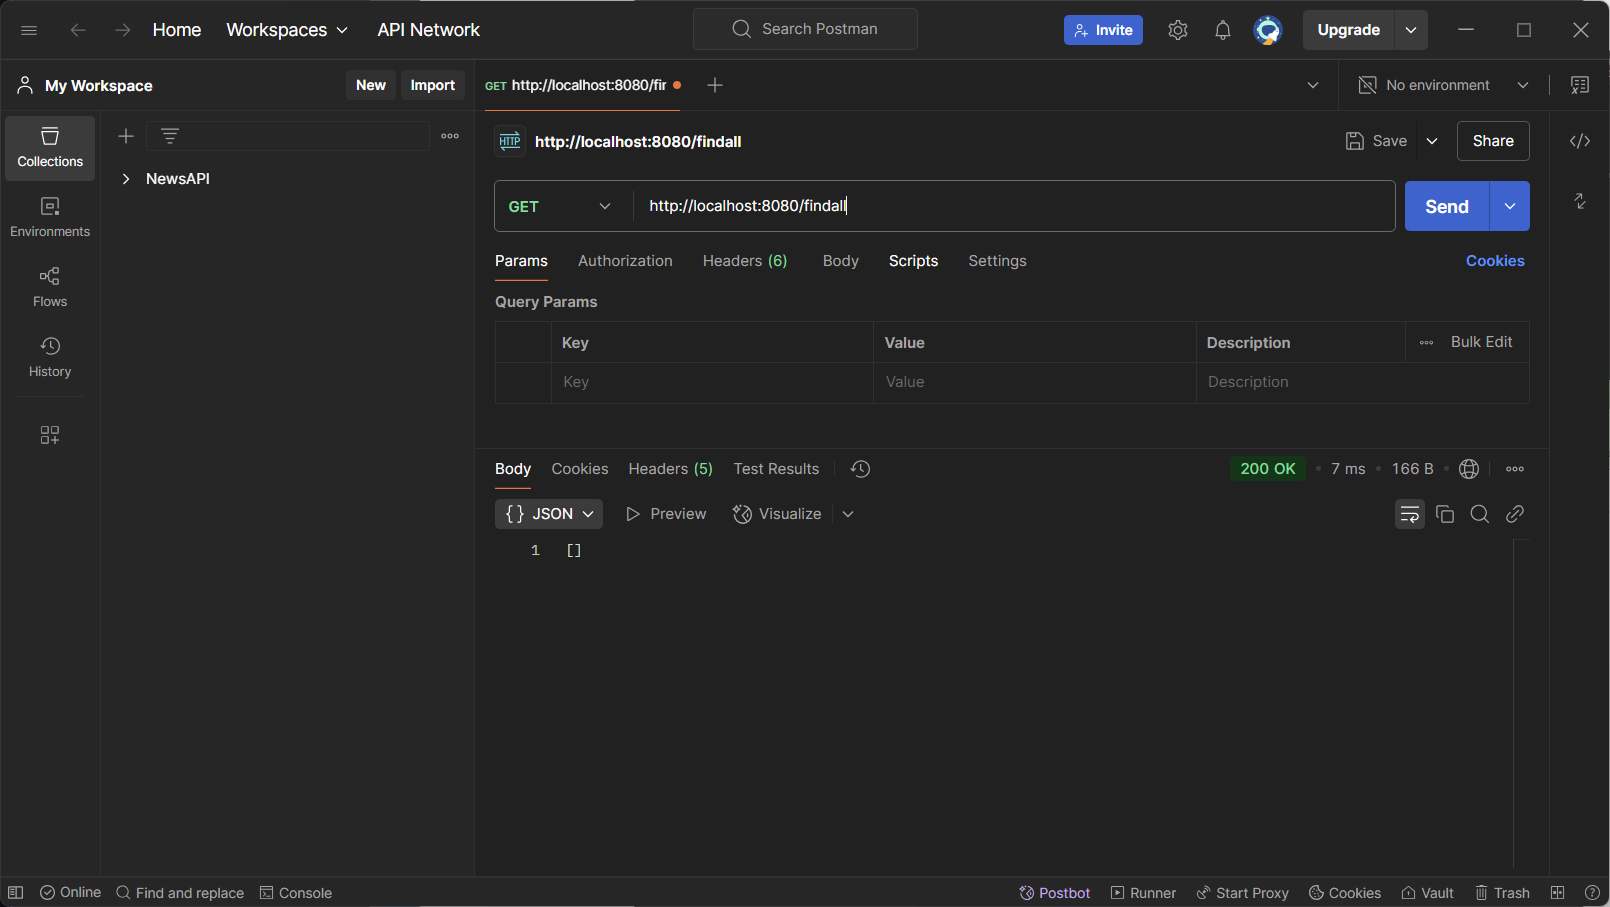 Home Workspaces API Network Search Postman Invite Upgrade
My Workspace New Import GET http://localhost:8080/fir No environment
HTTP http://localhost:8080/findall Save Share
Collections
NewsAPI
GET http://localhost:8080/findall Send
Environments
Params Authorization Headers (6) Body Scripts Settings Cookies
Flows
Query Params
Key Value Description Bulk Edit
History
Key Value Description
Body Cookies Headers (5) Test Results 200 OK • 7 ms • 166 B •
{} JSON Preview Visualize
1 []
Online Find and replace Console Postbot Runner Start Proxy Cookies Vault Trash